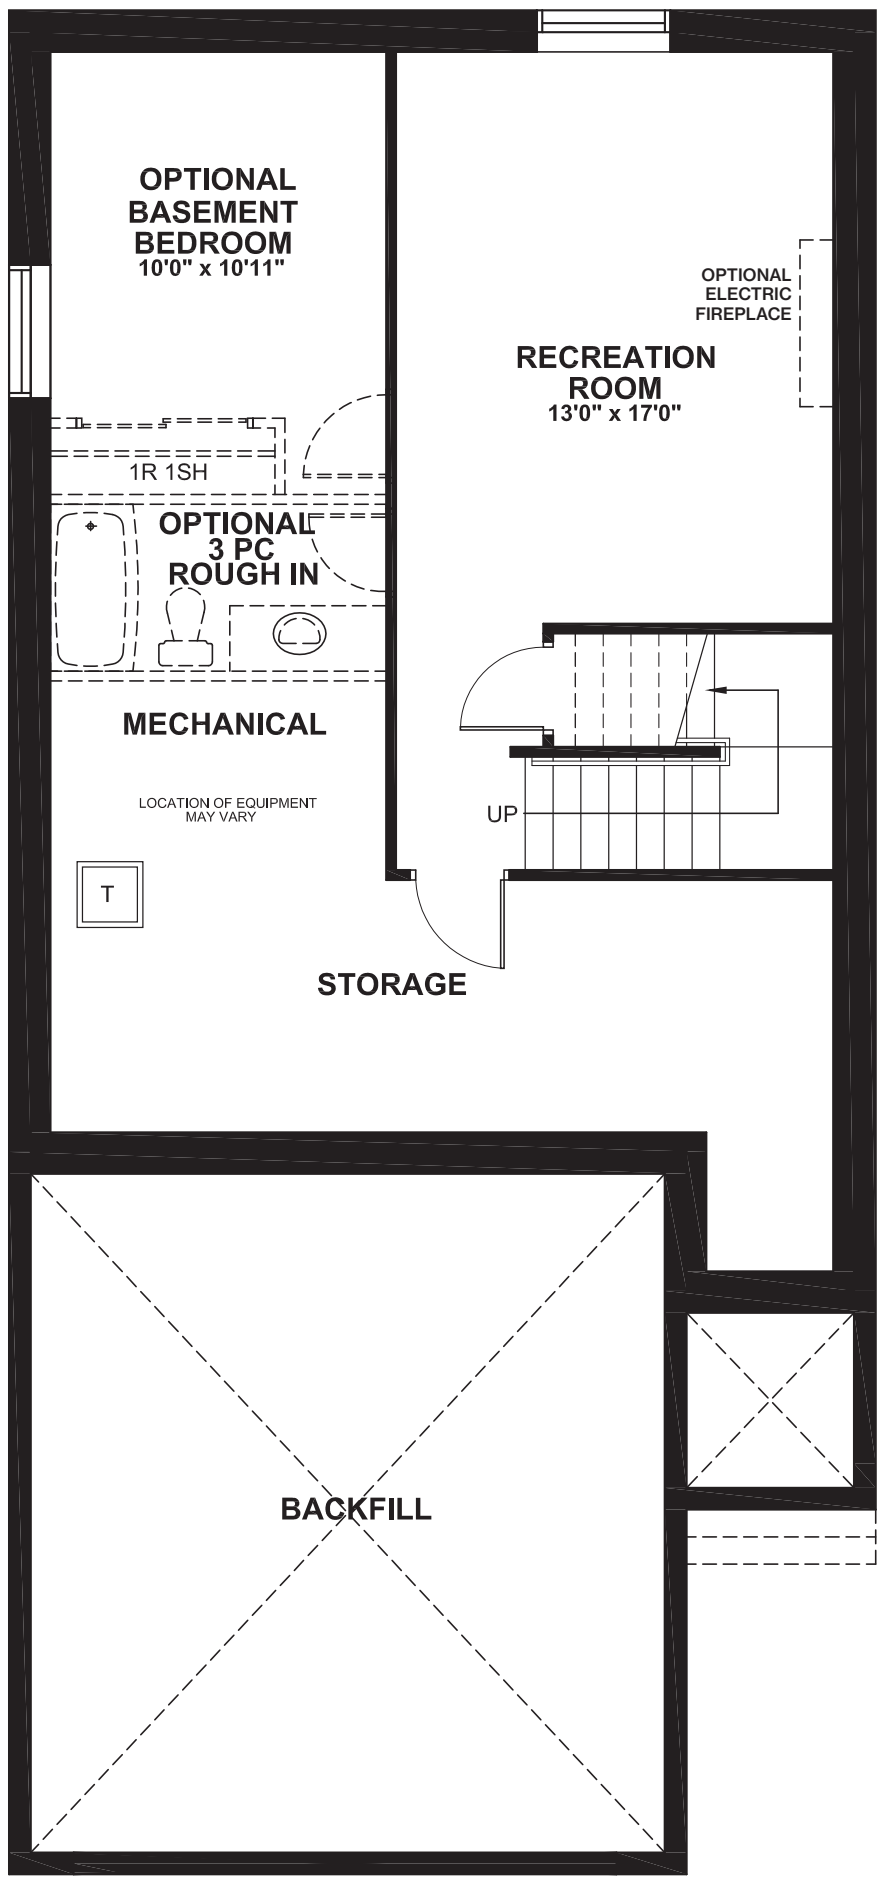 OPTIONAL
BASEMENT
BEDROOM
10'0" x 10'11"
OPTIONAL
ELECTRIC
FIREPLACE
RECREATION
ROOM
13'0" x 17'0"
1R 1SH
OPTIONAL
3 PC
ROUGH IN
MECHANICAL
LOCATION OF EQUIPMENT
MAY VARY
UP
T
STORAGE
BACKFILL